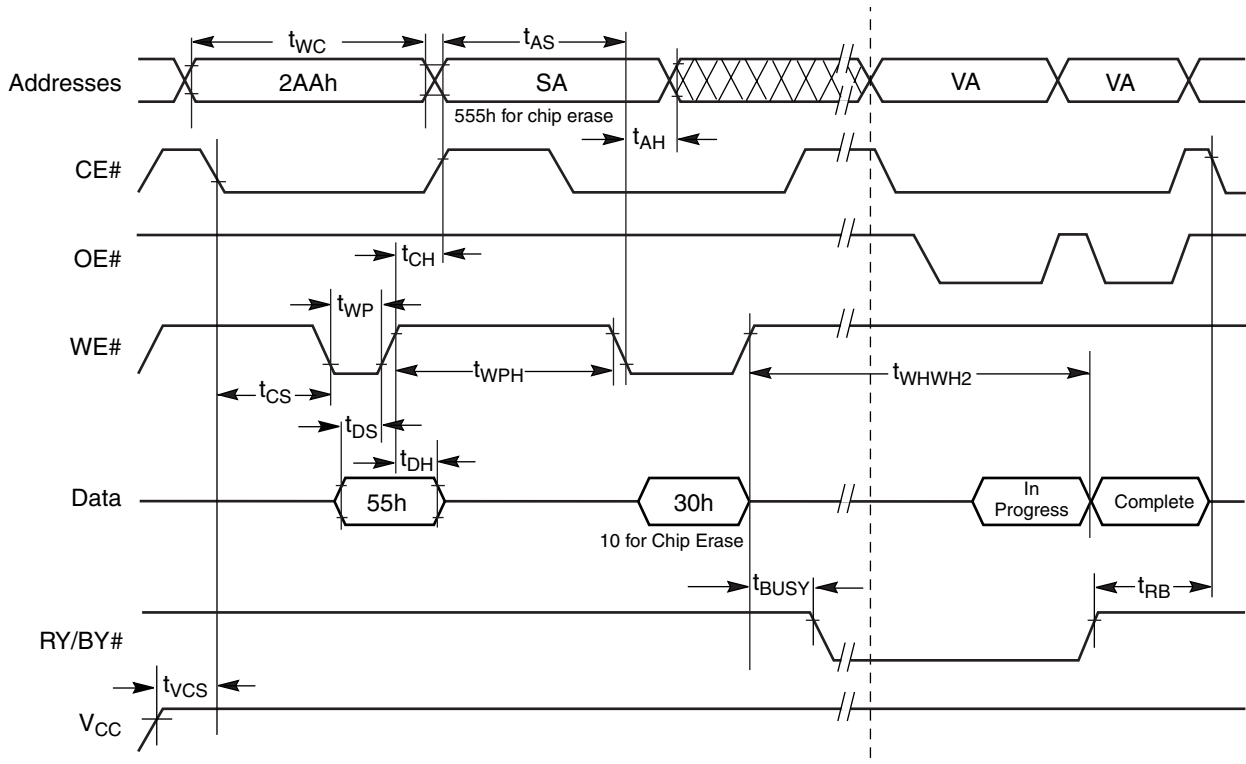 tWC
tAS
Addresses
2AAh
SA
VA
VA
555h for chip erase
tAH
CE#
OE#
tCH
tWP
WE#
tWPH
tWHWH2
tCS
tDS
tDH
Data
55h
30h
In
Progress
Complete
10 for Chip Erase
tBUSY
tRB
RY/BY#
tVCS
VCC